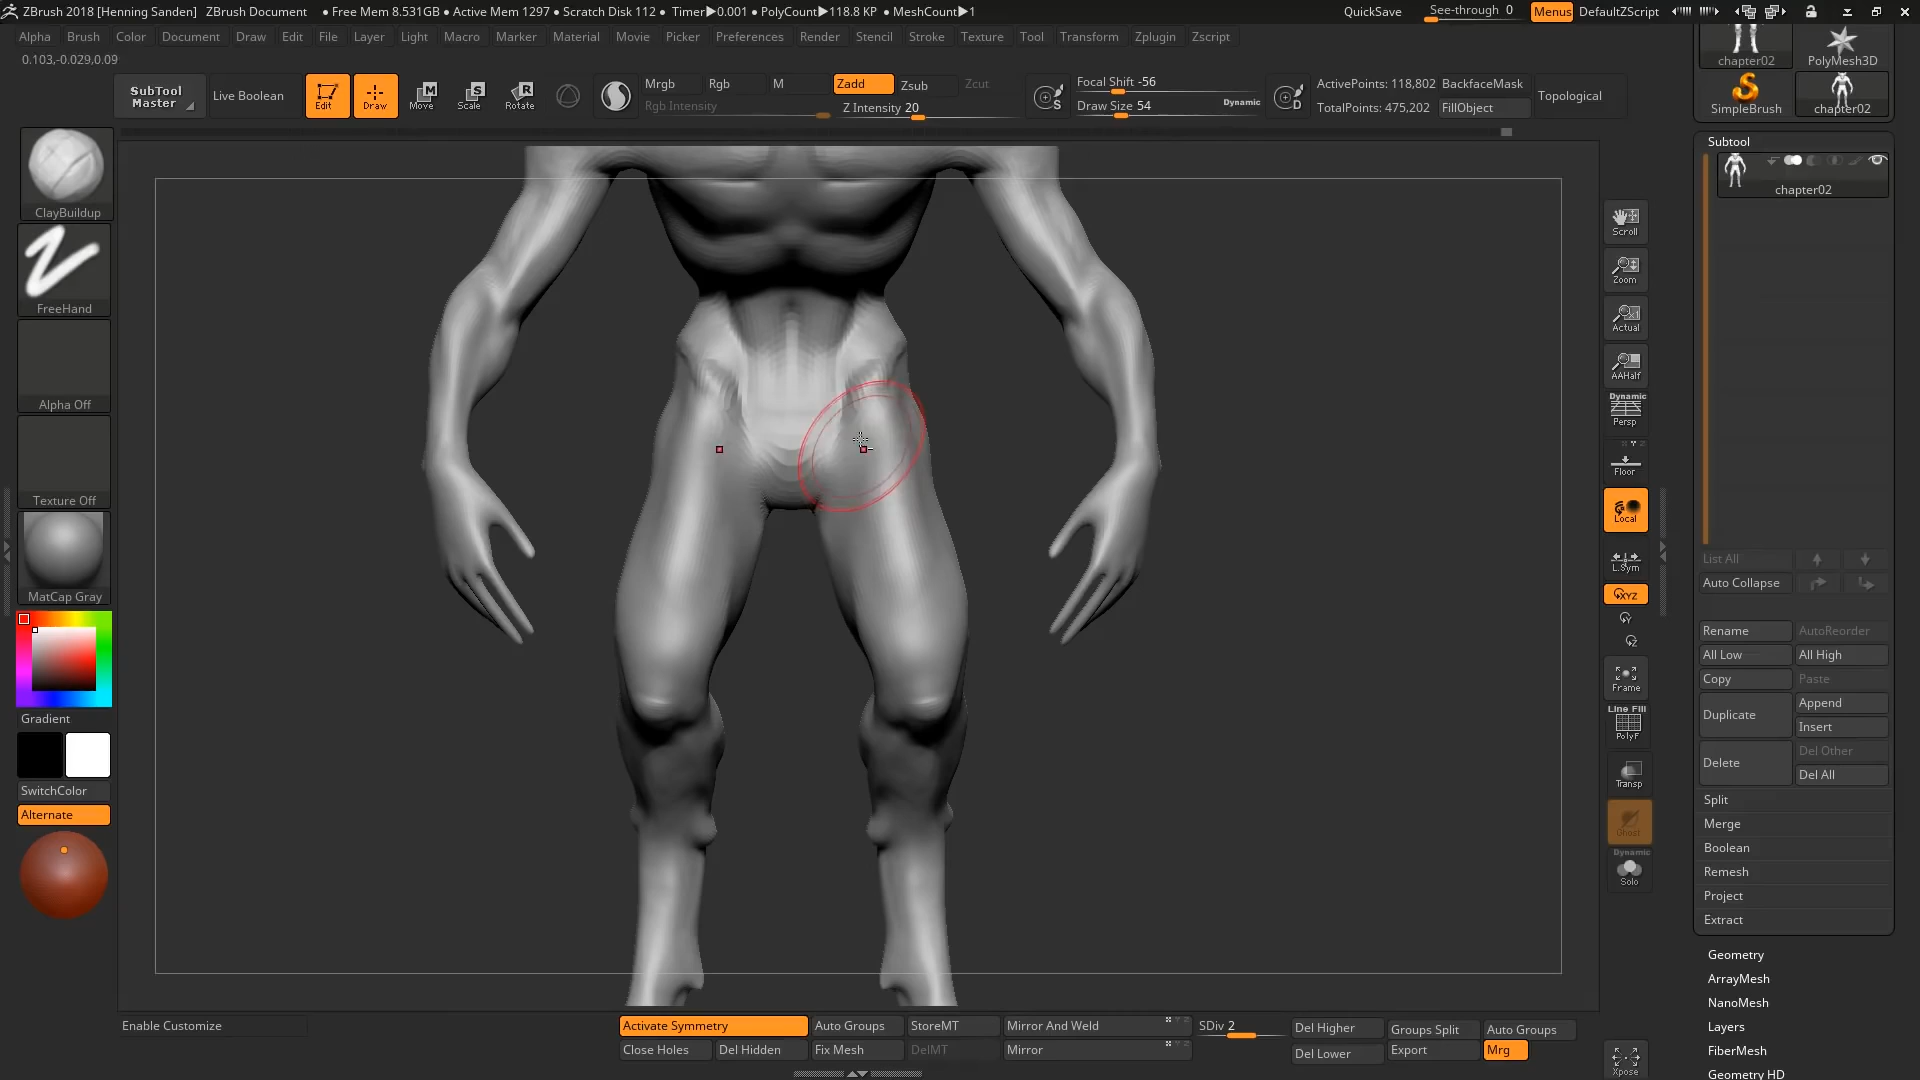 ZBrush 2018 [Henning Sanden] ZBrush Document • Free Mem 8.531GB • Active Mem 1297 • Scratch Disk 112 • Timer▶0.001 • PolyCount▶118.8 KP • MeshCount▶1 QuickSave See-through 0 Menus DefaultZScript
Alpha Brush Color Document Draw Edit File Layer Light Macro Marker Material Movie Picker Preferences Render Stencil Stroke Texture Tool Transform Zplugin Zscript
0.103,-0.029,0.09
SubTool Master
Live Boolean
Edit
Draw
Move
Scale
Rotate
Mrgb Rgb M Zadd Zsub Zcut
Rgb Intensity Z Intensity 20
Focal Shift -56
Draw Size 54 Dynamic
ActivePoints: 118,802 BackfaceMask
TotalPoints: 475,202 FillObject
Topological
chapter02 PolyMesh3D
SimpleBrush chapter02
Subtool
chapter02
ClayBuildup
FreeHand
Alpha Off
Texture Off
MatCap Gray
Gradient
SwitchColor
Alternate
Scroll
Zoom
Actual
AAHalf
Dynamic
Persp
Floor
Local
L.Sym
XYZ
Frame
Line Fill
PolyF
Transp
Ghost
Dynamic
Solo
Xpose
List All
Auto Collapse
Rename AutoReorder
All Low All High
Copy Paste
Duplicate Append
Insert
Delete Del Other
Del All
Split
Merge
Boolean
Remesh
Project
Extract
Geometry
ArrayMesh
NanoMesh
Layers
FiberMesh
Geometry HD
Enable Customize
Activate Symmetry Auto Groups StoreMT Mirror And Weld SDiv 2 Del Higher Groups Split Auto Groups
Close Holes Del Hidden Fix Mesh DelMT Mirror Del Lower Export Mrg